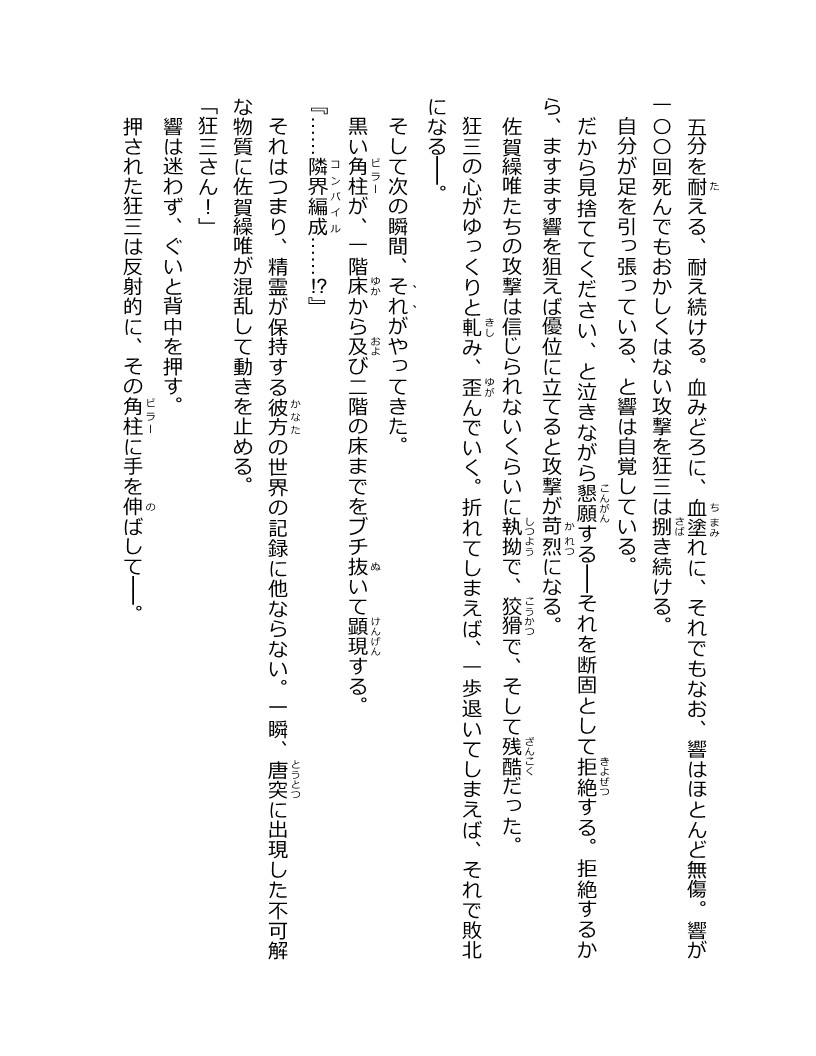 五分を耐える、耐え続ける。血みどろに、血塗れに、それでもなお、響はほとんど無傷。響が
一〇〇回死んでもおかしくはない攻撃を狂三は捌き続ける。
自分が足を引っ張っている、と響は自覚している。
だから見捨ててください、と泣きながら懇願する――それを断固として拒絶する。拒絶するか
ら、ますます響を狙えば優位に立てると攻撃が苛烈になる。
佐賀繰唯たちの攻撃は信じられないくらいに執拗で、狡猾で、そして残酷だった。
狂三の心がゆっくりと軋み、歪んでいく。折れてしまえば、一歩退いてしまえば、それで敗北
になる――。
そして次の瞬間、それがやってきた。
黒い角柱が、一階床から及び二階の床までをブチ抜いて顕現する。
『……隣界編成……!?』
それはつまり、精霊が保持する彼方の世界の記録に他ならない。一瞬、唐突に出現した不可解
な物質に佐賀繰唯が混乱して動きを止める。
「狂三さん！」
響は迷わず、ぐいと背中を押す。
押された狂三は反射的に、その角柱に手を伸ばして――。